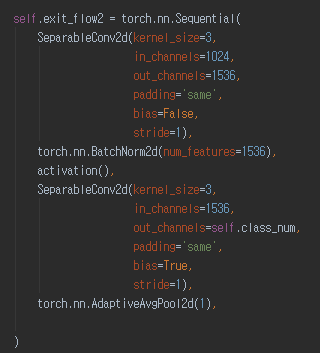 self.exit_flow2 = torch.nn.Sequential(
    SeparableConv2d(kernel_size=3,
                    in_channels=1024,
                    out_channels=1536,
                    padding='same',
                    bias=False,
                    stride=1),
    torch.nn.BatchNorm2d(num_features=1536),
    activation(),
    SeparableConv2d(kernel_size=3,
                    in_channels=1536,
                    out_channels=self.class_num,
                    padding='same',
                    bias=True,
                    stride=1),
    torch.nn.AdaptiveAvgPool2d(1),
)